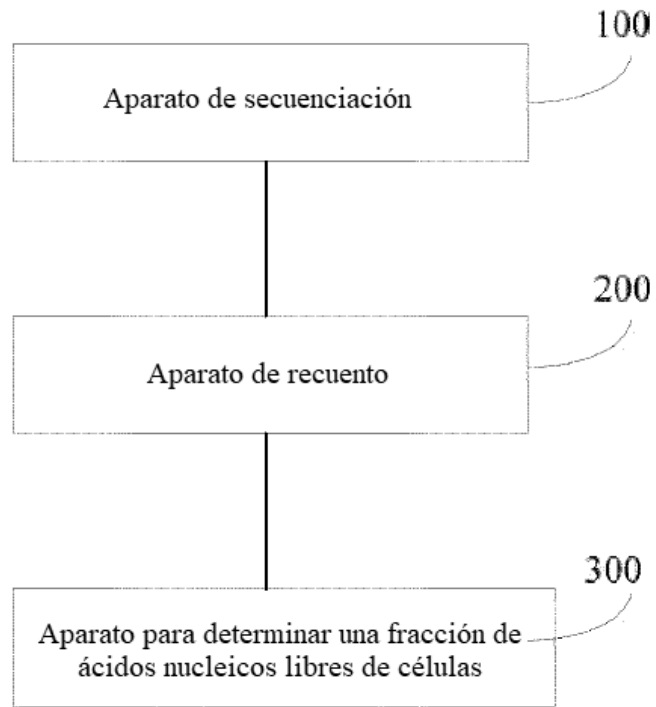 100
Aparato de secuenciación
200
Aparato de recuento
300
Aparato para determinar una fracción de
ácidos nucleicos libres de células